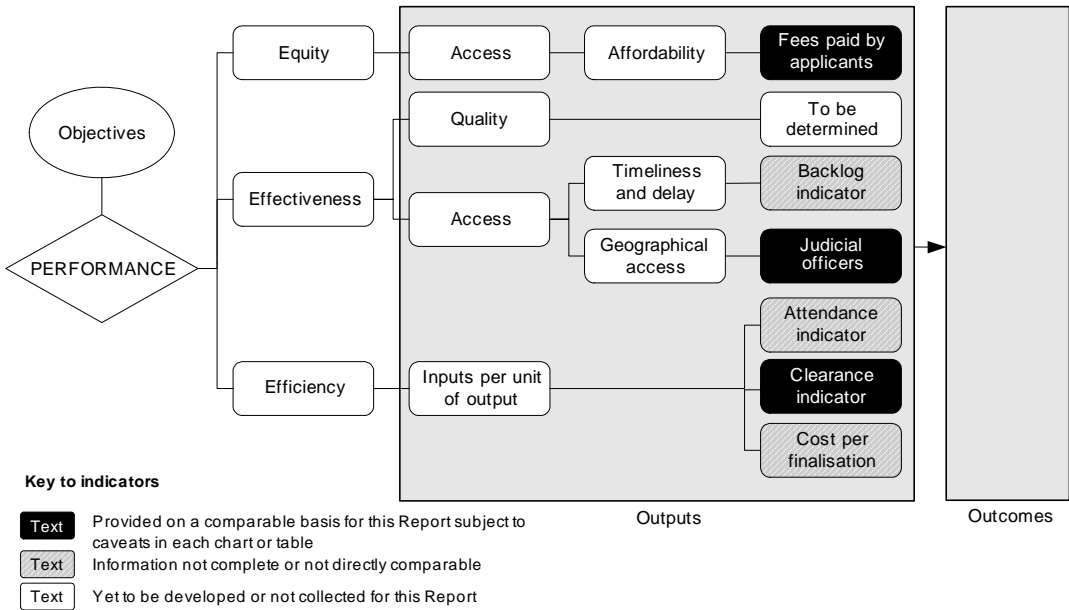 Objectives
PERFORMANCE
Equity
Access
Affordability
Fees paid by
applicants
Effectiveness
Quality
To be
determined
Access
Timeliness
and delay
Backlog
indicator
Geographical
access
Judicial
officers
Efficiency
Inputs per unit
of output
Attendance
indicator
Clearance
indicator
Cost per
finalisation
Outputs
Outcomes
Key to indicators
Text
Provided on a comparable basis for this Report subject to
caveats in each chart or table
Text
Information not complete or not directly comparable
Text
Yet to be developed or not collected for this Report